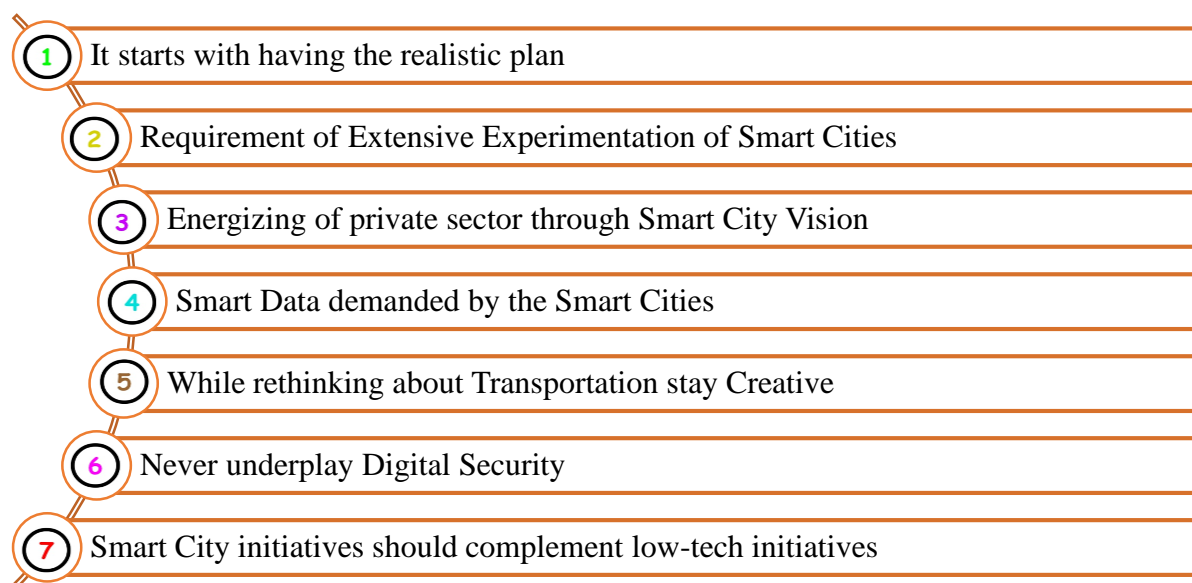 1 It starts with having the realistic plan
2 Requirement of Extensive Experimentation of Smart Cities
3 Energizing of private sector through Smart City Vision
4 Smart Data demanded by the Smart Cities
5 While rethinking about Transportation stay Creative
6 Never underplay Digital Security
7 Smart City initiatives should complement low-tech initiatives